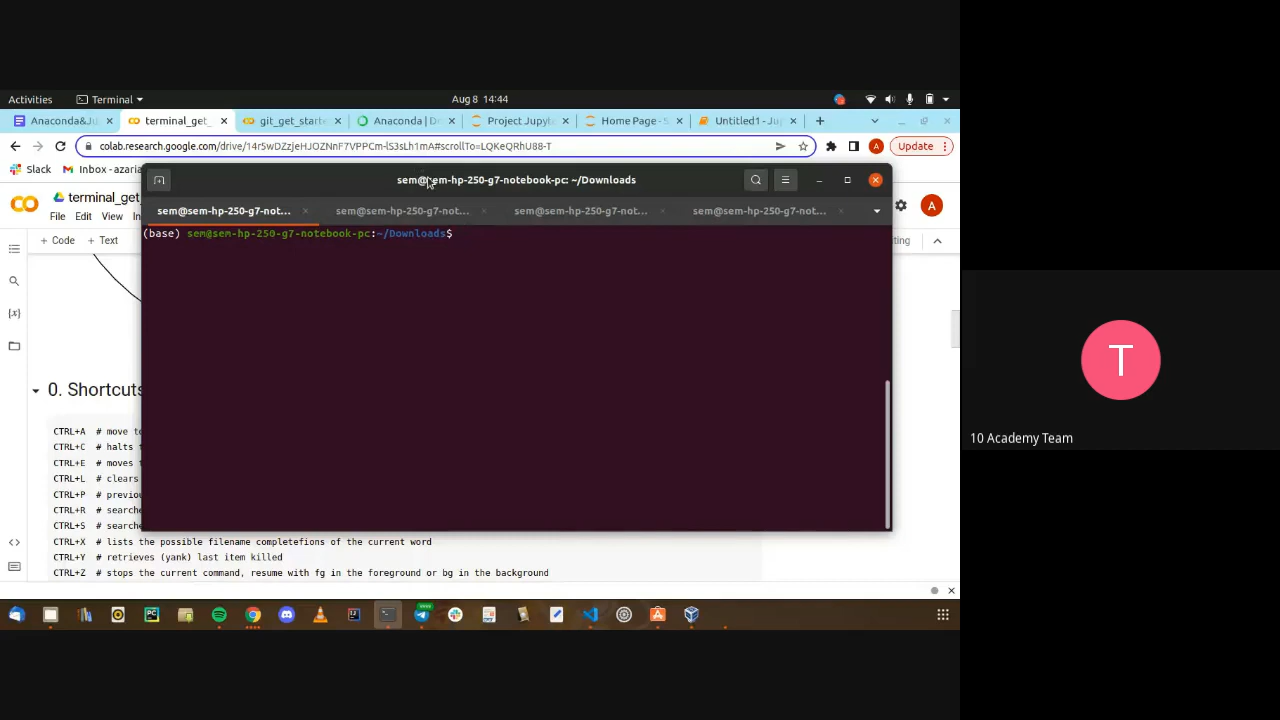 Activities
Terminal
Aug 8 14:44
Anaconda&Ju
terminal_get_
git_get_starte
Anaconda | D
Project Jupyt
Home Page - S
Untitled1 - Jup
colab.research.google.com/drive/14r5wDZzjeHJOZNnF7VPPCm-lS3sLh1mA#scrollTo=LQKeQRhU88-T
A
Update
Slack
Inbox - azaria
terminal_get_
File Edit View In
A
+ Code + Text
ting
sem@sem-hp-250-g7-notebook-pc: ~/Downloads
sem@sem-hp-250-g7-not...
sem@sem-hp-250-g7-not...
sem@sem-hp-250-g7-not...
sem@sem-hp-250-g7-not...
(base) sem@sem-hp-250-g7-notebook-pc:~/Downloads$
0. Shortcuts
CTRL+A # move to
CTRL+C # halts
CTRL+E # moves
CTRL+L # clears
CTRL+P # previou
CTRL+R # searche
CTRL+S # searche
CTRL+X # lists the possible filename completefions of the current word
CTRL+Y # retrieves (yank) last item killed
CTRL+Z # stops the current command, resume with fg in the foreground or bg in the background
T
10 Academy Team